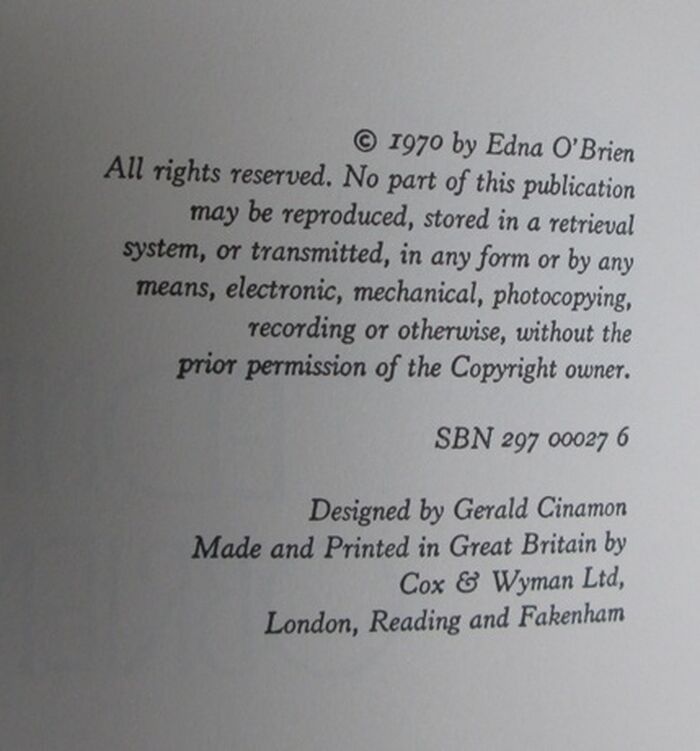 © 1970 by Edna O'Brien
All rights reserved. No part of this publication
may be reproduced, stored in a retrieval
system, or transmitted, in any form or by any
means, electronic, mechanical, photocopying,
recording or otherwise, without the
prior permission of the Copyright owner.
SBN 297 00027 6
Designed by Gerald Cinamon
Made and Printed in Great Britain by
Cox & Wyman Ltd,
London, Reading and Fakenham